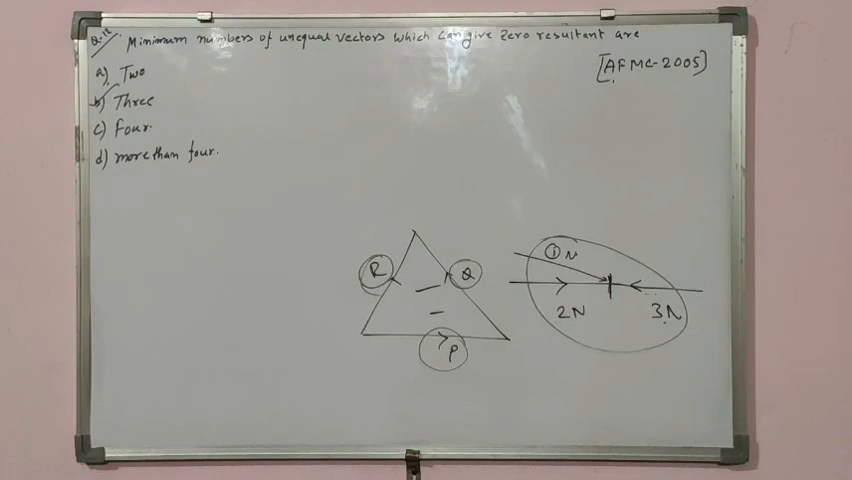 Q.12. Minimum numbers of unequal vectors which can give zero resultant are
[AFMC-2005]
a) Two
b) Three
c) Four.
d) more than four.
R
Q
P
1 N
2N
3N